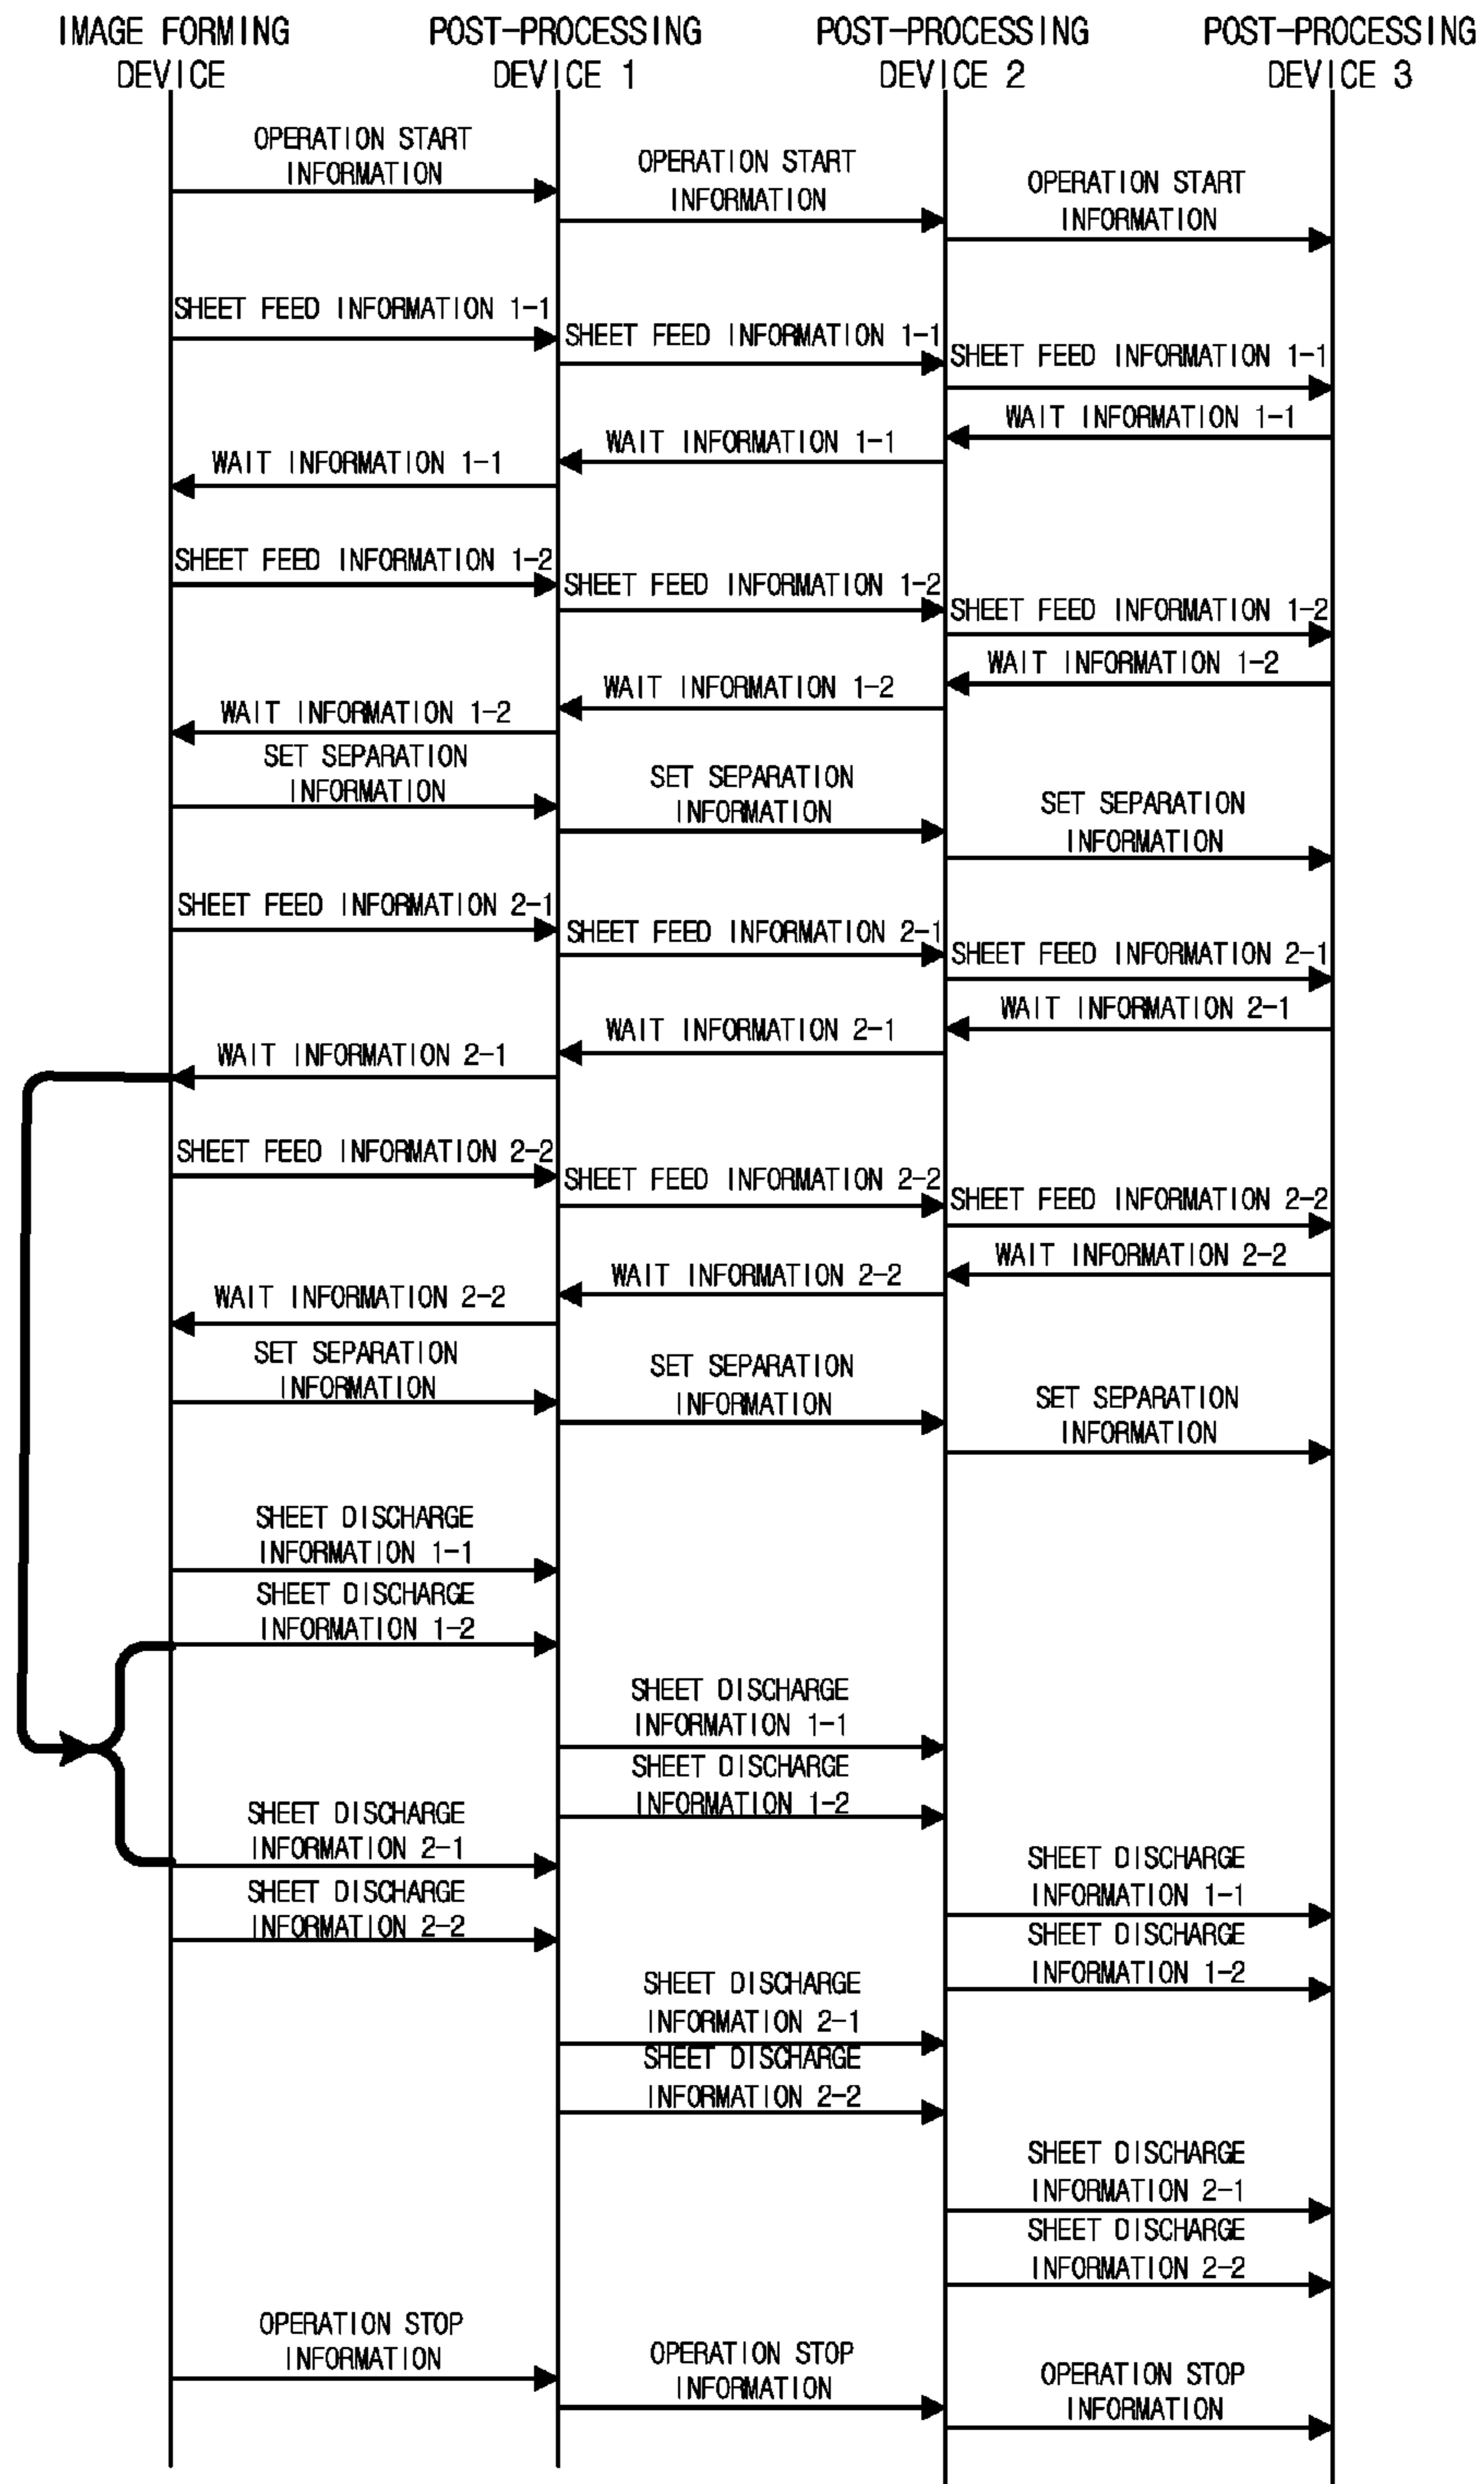 IMAGE FORMING
DEVICE
POST-PROCESSING
DEVICE 1
POST-PROCESSING
DEVICE 2
POST-PROCESSING
DEVICE 3
OPERATION START
INFORMATION
OPERATION START
INFORMATION
OPERATION START
INFORMATION
SHEET FEED INFORMATION 1-1
SHEET FEED INFORMATION 1-1
SHEET FEED INFORMATION 1-1
WAIT INFORMATION 1-1
WAIT INFORMATION 1-1
WAIT INFORMATION 1-1
SHEET FEED INFORMATION 1-2
SHEET FEED INFORMATION 1-2
SHEET FEED INFORMATION 1-2
WAIT INFORMATION 1-2
WAIT INFORMATION 1-2
WAIT INFORMATION 1-2
SET SEPARATION
INFORMATION
SET SEPARATION
INFORMATION
SET SEPARATION
INFORMATION
SHEET FEED INFORMATION 2-1
SHEET FEED INFORMATION 2-1
SHEET FEED INFORMATION 2-1
WAIT INFORMATION 2-1
WAIT INFORMATION 2-1
WAIT INFORMATION 2-1
SHEET FEED INFORMATION 2-2
SHEET FEED INFORMATION 2-2
SHEET FEED INFORMATION 2-2
WAIT INFORMATION 2-2
WAIT INFORMATION 2-2
WAIT INFORMATION 2-2
SET SEPARATION
INFORMATION
SET SEPARATION
INFORMATION
SET SEPARATION
INFORMATION
SHEET DISCHARGE
INFORMATION 1-1
SHEET DISCHARGE
INFORMATION 1-2
SHEET DISCHARGE
INFORMATION 1-1
SHEET DISCHARGE
INFORMATION 1-2
SHEET DISCHARGE
INFORMATION 2-1
SHEET DISCHARGE
INFORMATION 2-2
SHEET DISCHARGE
INFORMATION 1-1
SHEET DISCHARGE
INFORMATION 1-2
SHEET DISCHARGE
INFORMATION 2-1
SHEET DISCHARGE
INFORMATION 2-2
SHEET DISCHARGE
INFORMATION 2-1
SHEET DISCHARGE
INFORMATION 2-2
OPERATION STOP
INFORMATION
OPERATION STOP
INFORMATION
OPERATION STOP
INFORMATION